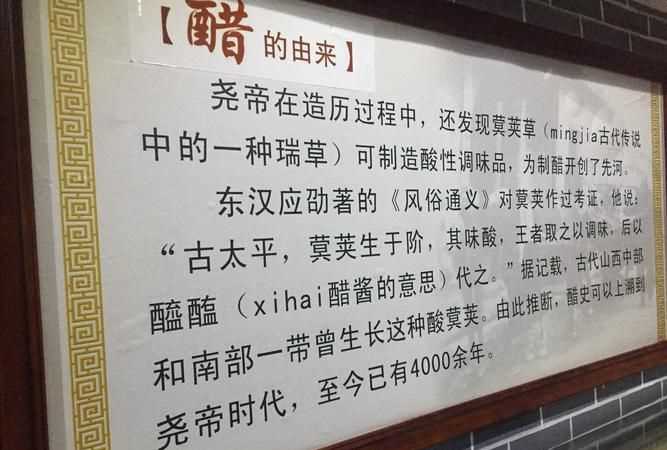 【醋的由来】
尧帝在造历过程中，还发现蓂荚草（mingjia古代传说
中的一种瑞草）可制造酸性调味品，为制醋开创了先河。
东汉应劭著的《风俗通义》对蓂荚作过考证，他说：
“古太平，蓂荚生于阶，其味酸，王者取之以调味，后以
醯醢（xihai醋酱的意思）代之。”据记载，古代山西中部
和南部一带曾生长这种酸蓂荚。由此推断，醋史可以上溯到
尧帝时代，至今已有4000余年。